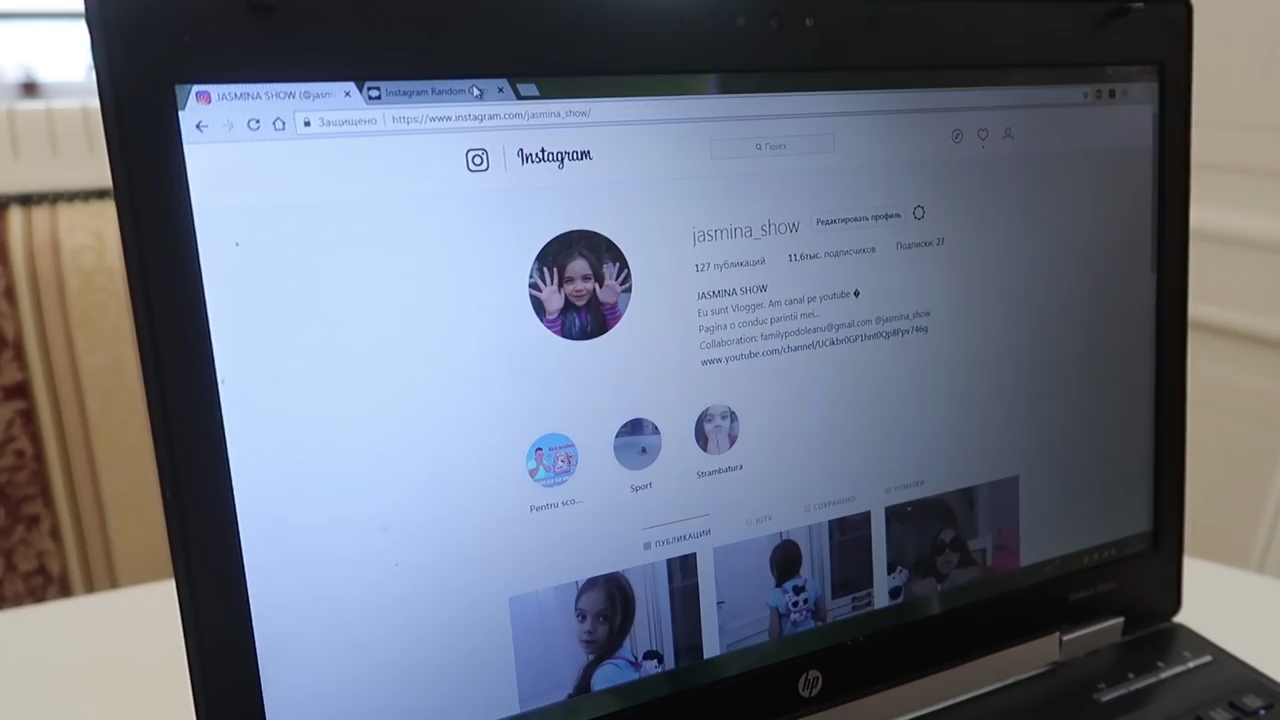 JASMINA SHOW (@jasm
Instagram Random
Защищено
https://www.instagram.com/jasmina_show/
Instagram
Поиск
jasmina_show
Редактировать профиль
127 публикаций
11,6тыс. подписчиков
Подписки: 27
JASMINA SHOW
Eu sunt Vlogger. Am canal pe youtube �
Pagina o conduc parintii mei...
Collaboration: familypodoleanu@gmail.com @jasmina_show
www.youtube.com/channel/UCikbr0GP1hnt0Qp8Ppv746g
Pentru sco...
Sport
Strambatura
ПУБЛИКАЦИИ
IGTV
СОХРАНЕНО
ОТМЕТКИ
hp